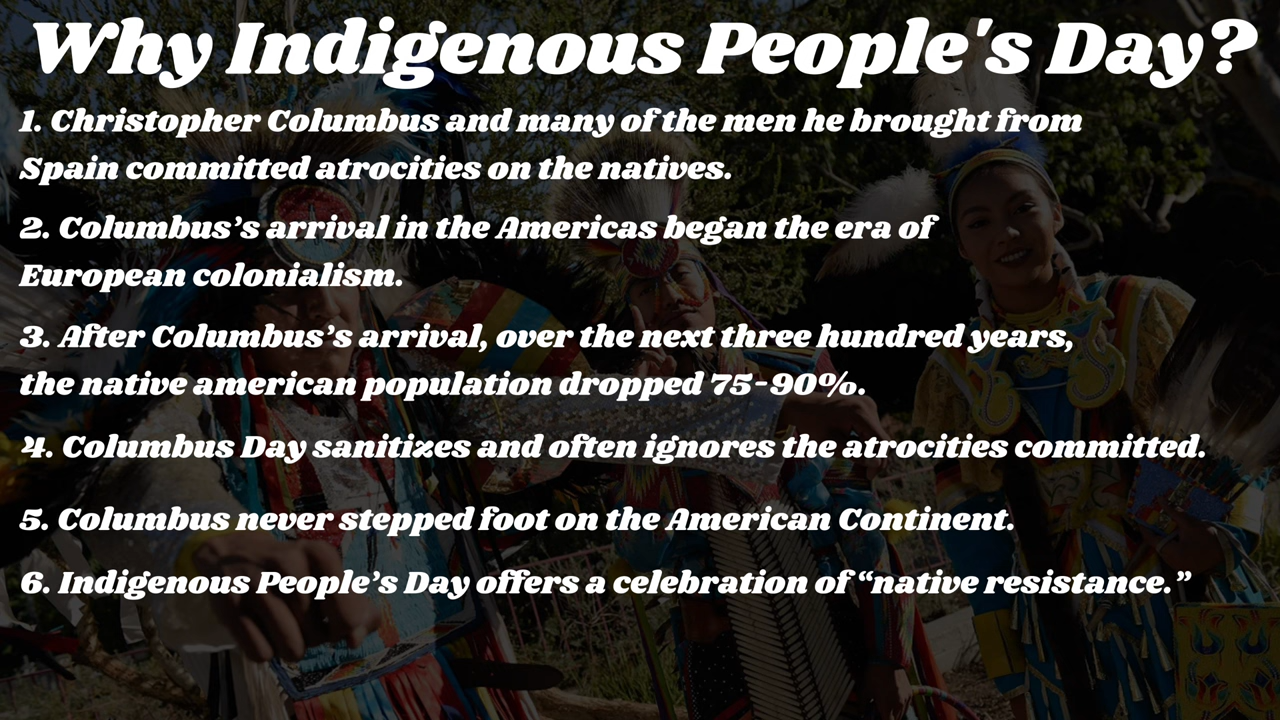 Why Indigenous People's Day?
1. Christopher Columbus and many of the men he brought from
Spain committed atrocities on the natives.
2. Columbus’s arrival in the Americas began the era of
European colonialism.
3. After Columbus’s arrival, over the next three hundred years,
the native american population dropped 75-90%.
4. Columbus Day sanitizes and often ignores the atrocities committed.
5. Columbus never stepped foot on the American Continent.
6. Indigenous People’s Day offers a celebration of “native resistance.”